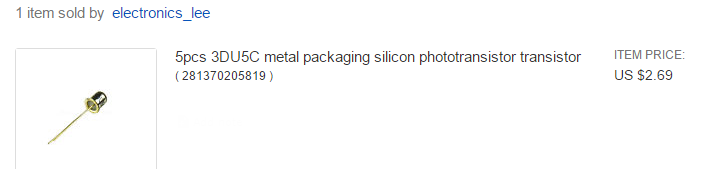 1 item sold by electronics_lee
5pcs 3DU5C metal packaging silicon phototransistor transistor
ITEM PRICE:
( 281370205819 )
US $2.69